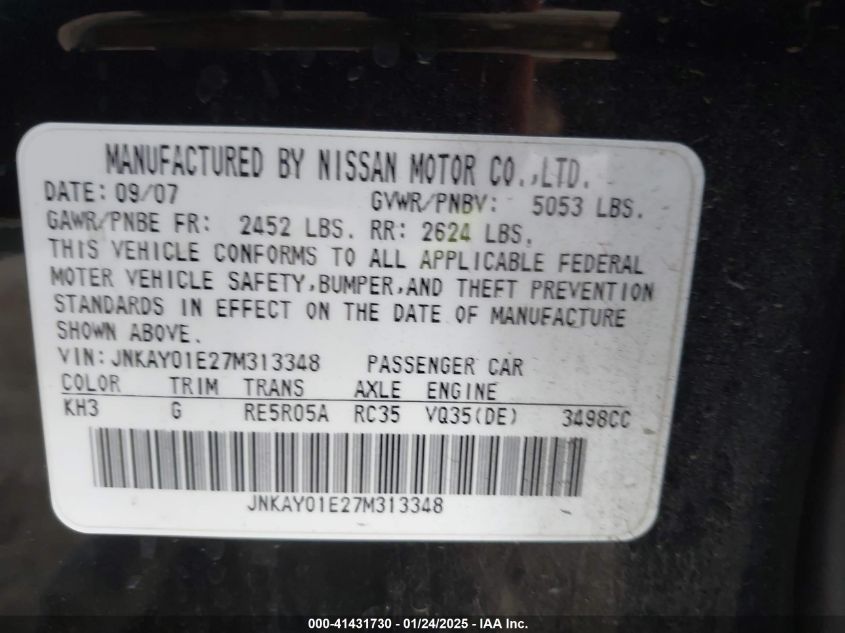 MANUFACTURED BY NISSAN MOTOR CO.,LTD.
DATE: 09/07 GVWR/PNBV: 5053 LBS.
GAWR/PNBE FR: 2452 LBS. RR: 2624 LBS.
THIS VEHICLE CONFORMS TO ALL APPLICABLE FEDERAL
MOTER VEHICLE SAFETY,BUMPER,AND THEFT PREVENTION
STANDARDS IN EFFECT ON THE DATE OF MANUFACTURE
SHOWN ABOVE.
VIN: JNKAY01E27M313348 PASSENGER CAR
COLOR TRIM TRANS AXLE ENGINE
KH3 G RE5R05A RC35 VQ35(DE) 3498CC
JNKAY01E27M313348
000-41431730 - 01/24/2025 - IAA Inc.